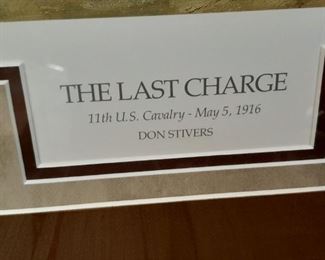 THE LAST CHARGE
11th U.S. Cavalry - May 5, 1916
DON STIVERS